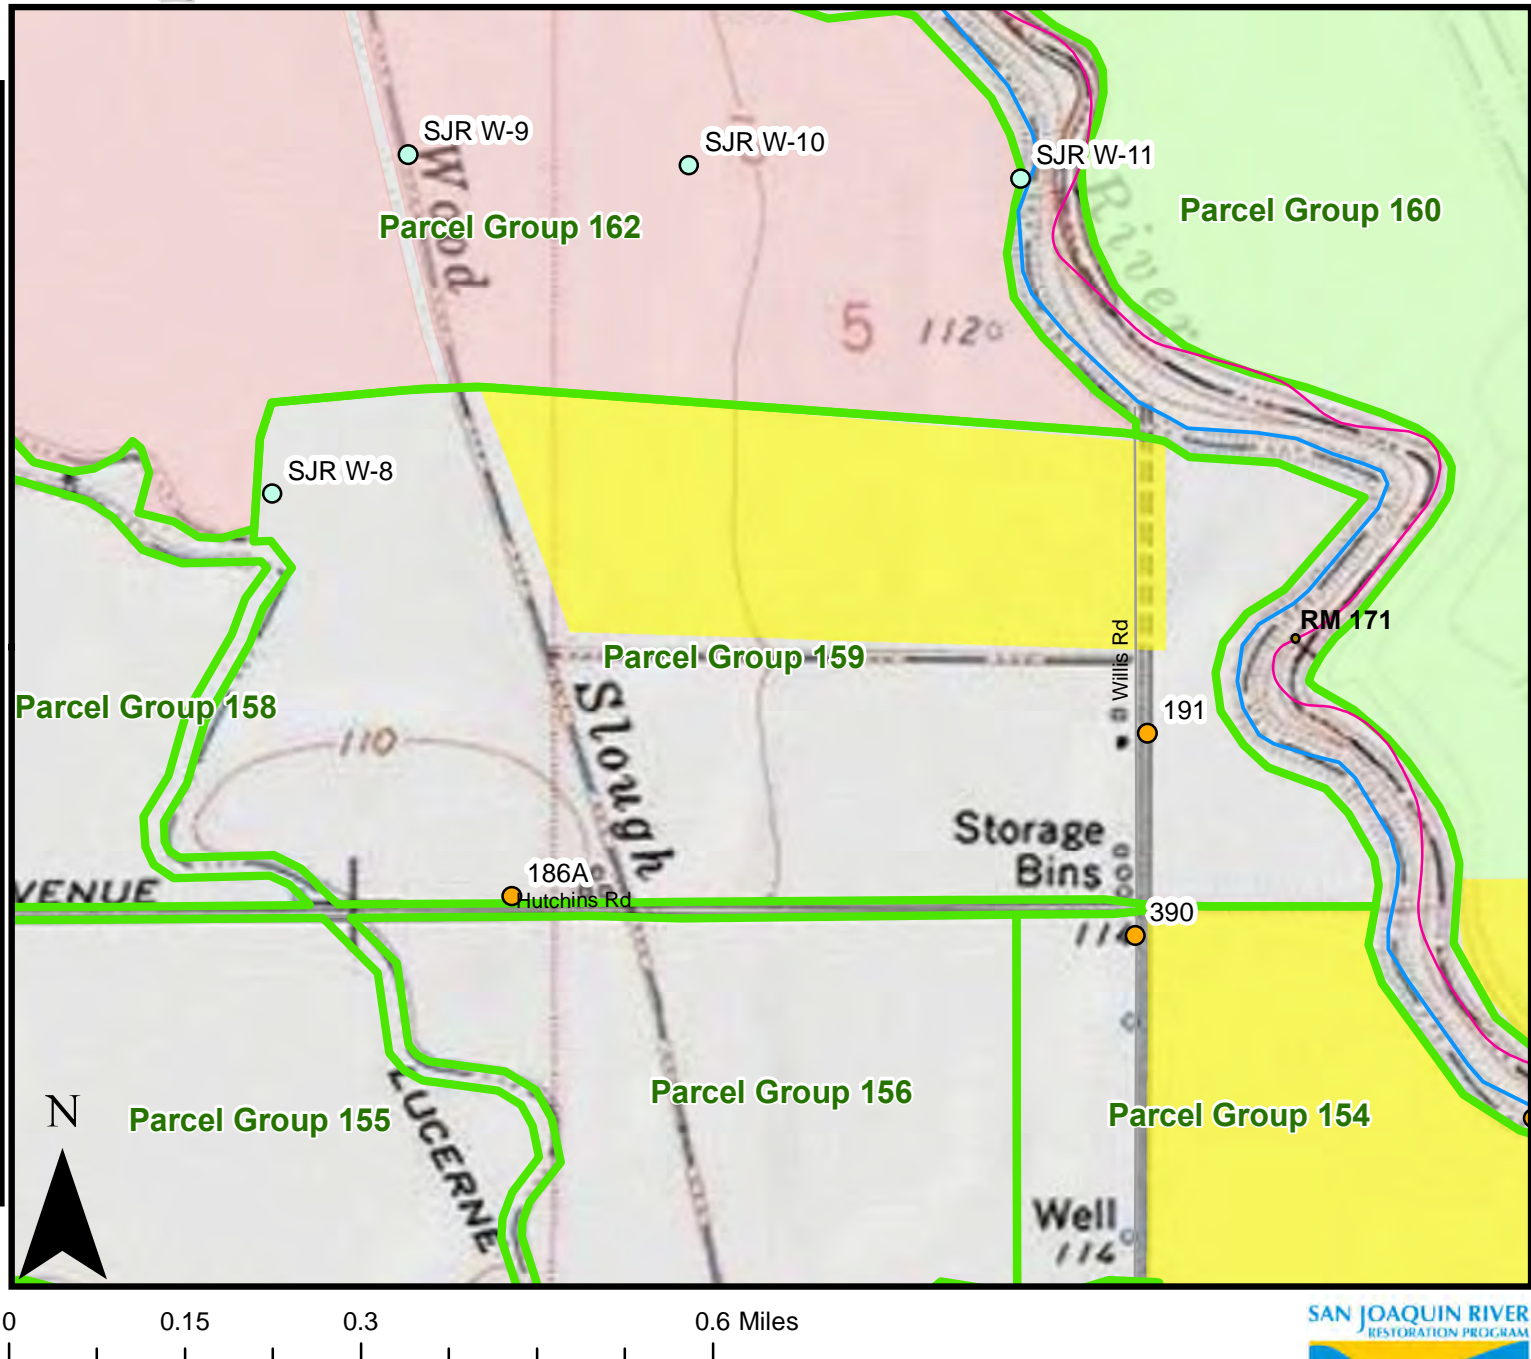 SJR W-9
SJR W-10
SJR W-11
Wood
River
Parcel Group 162
Parcel Group 160
5 112
SJR W-8
RM 171
Willis Rd
Parcel Group 159
Slough
Parcel Group 158
191
110
Storage
Bins
186A
VENUE
Hutchins Rd
390
114
Parcel Group 156
Parcel Group 155
Parcel Group 154
LUCERNE
N
Well
114
0 0.15 0.3 0.6 Miles
SAN JOAQUIN RIVER
RESTORATION PROGRAM